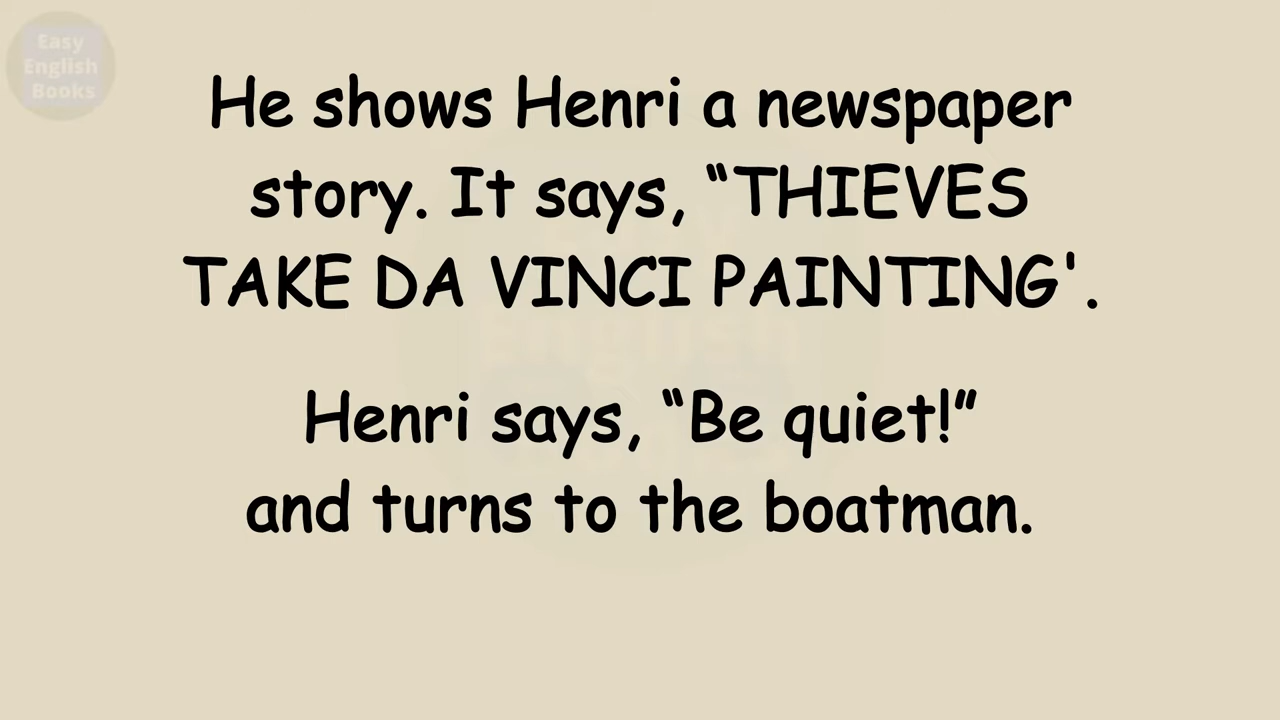 Easy
English
Books
He shows Henri a newspaper
story. It says, “THIEVES
TAKE DA VINCI PAINTING'.
Henri says, “Be quiet!”
and turns to the boatman.